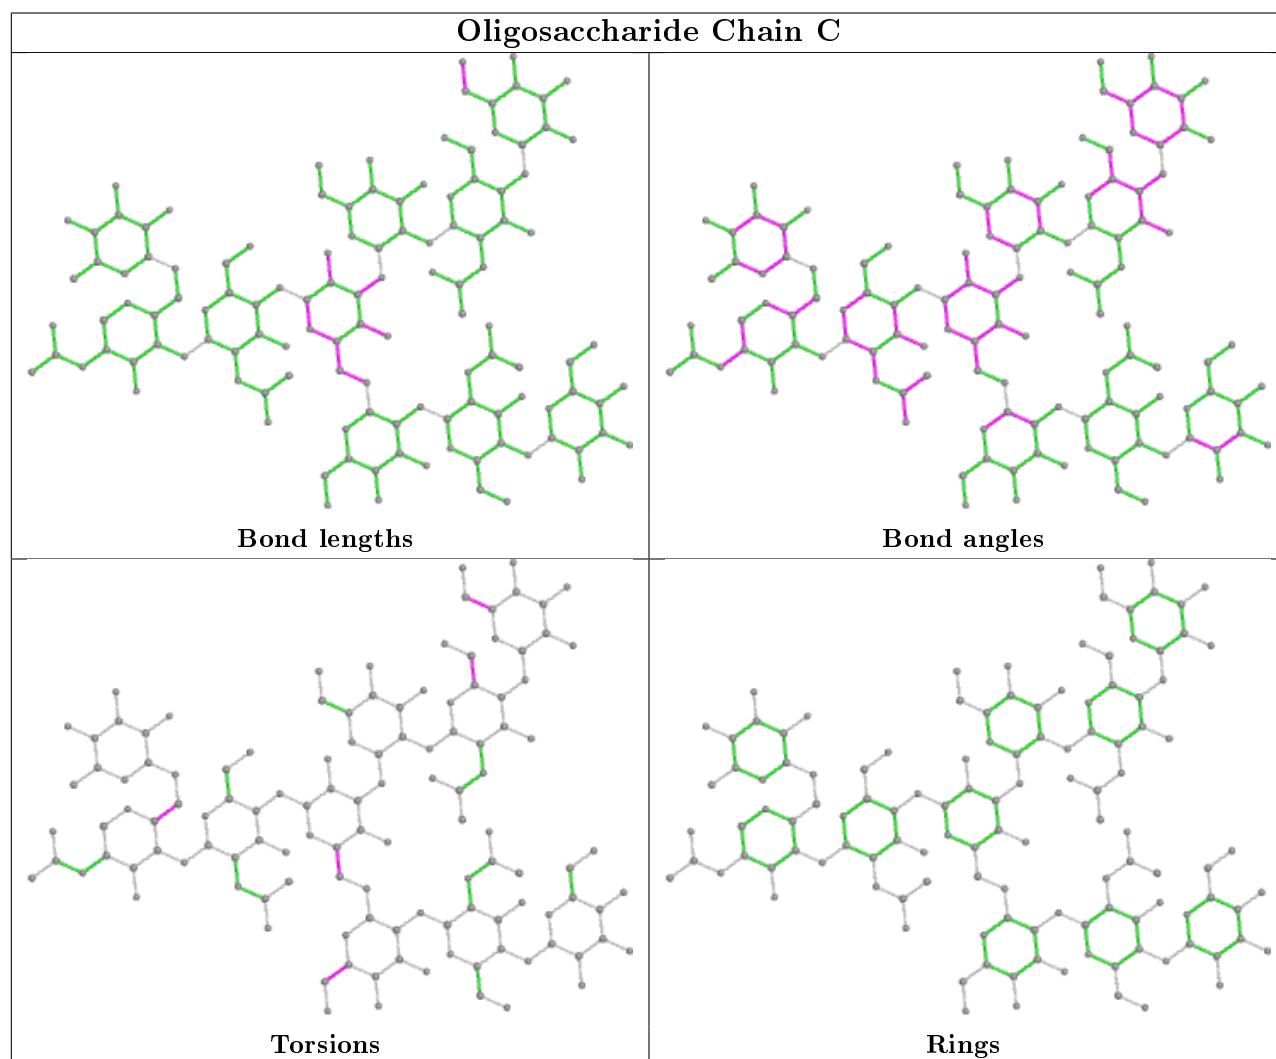 Oligosaccharide Chain C
Bond lengths
Bond angles
Torsions
Rings